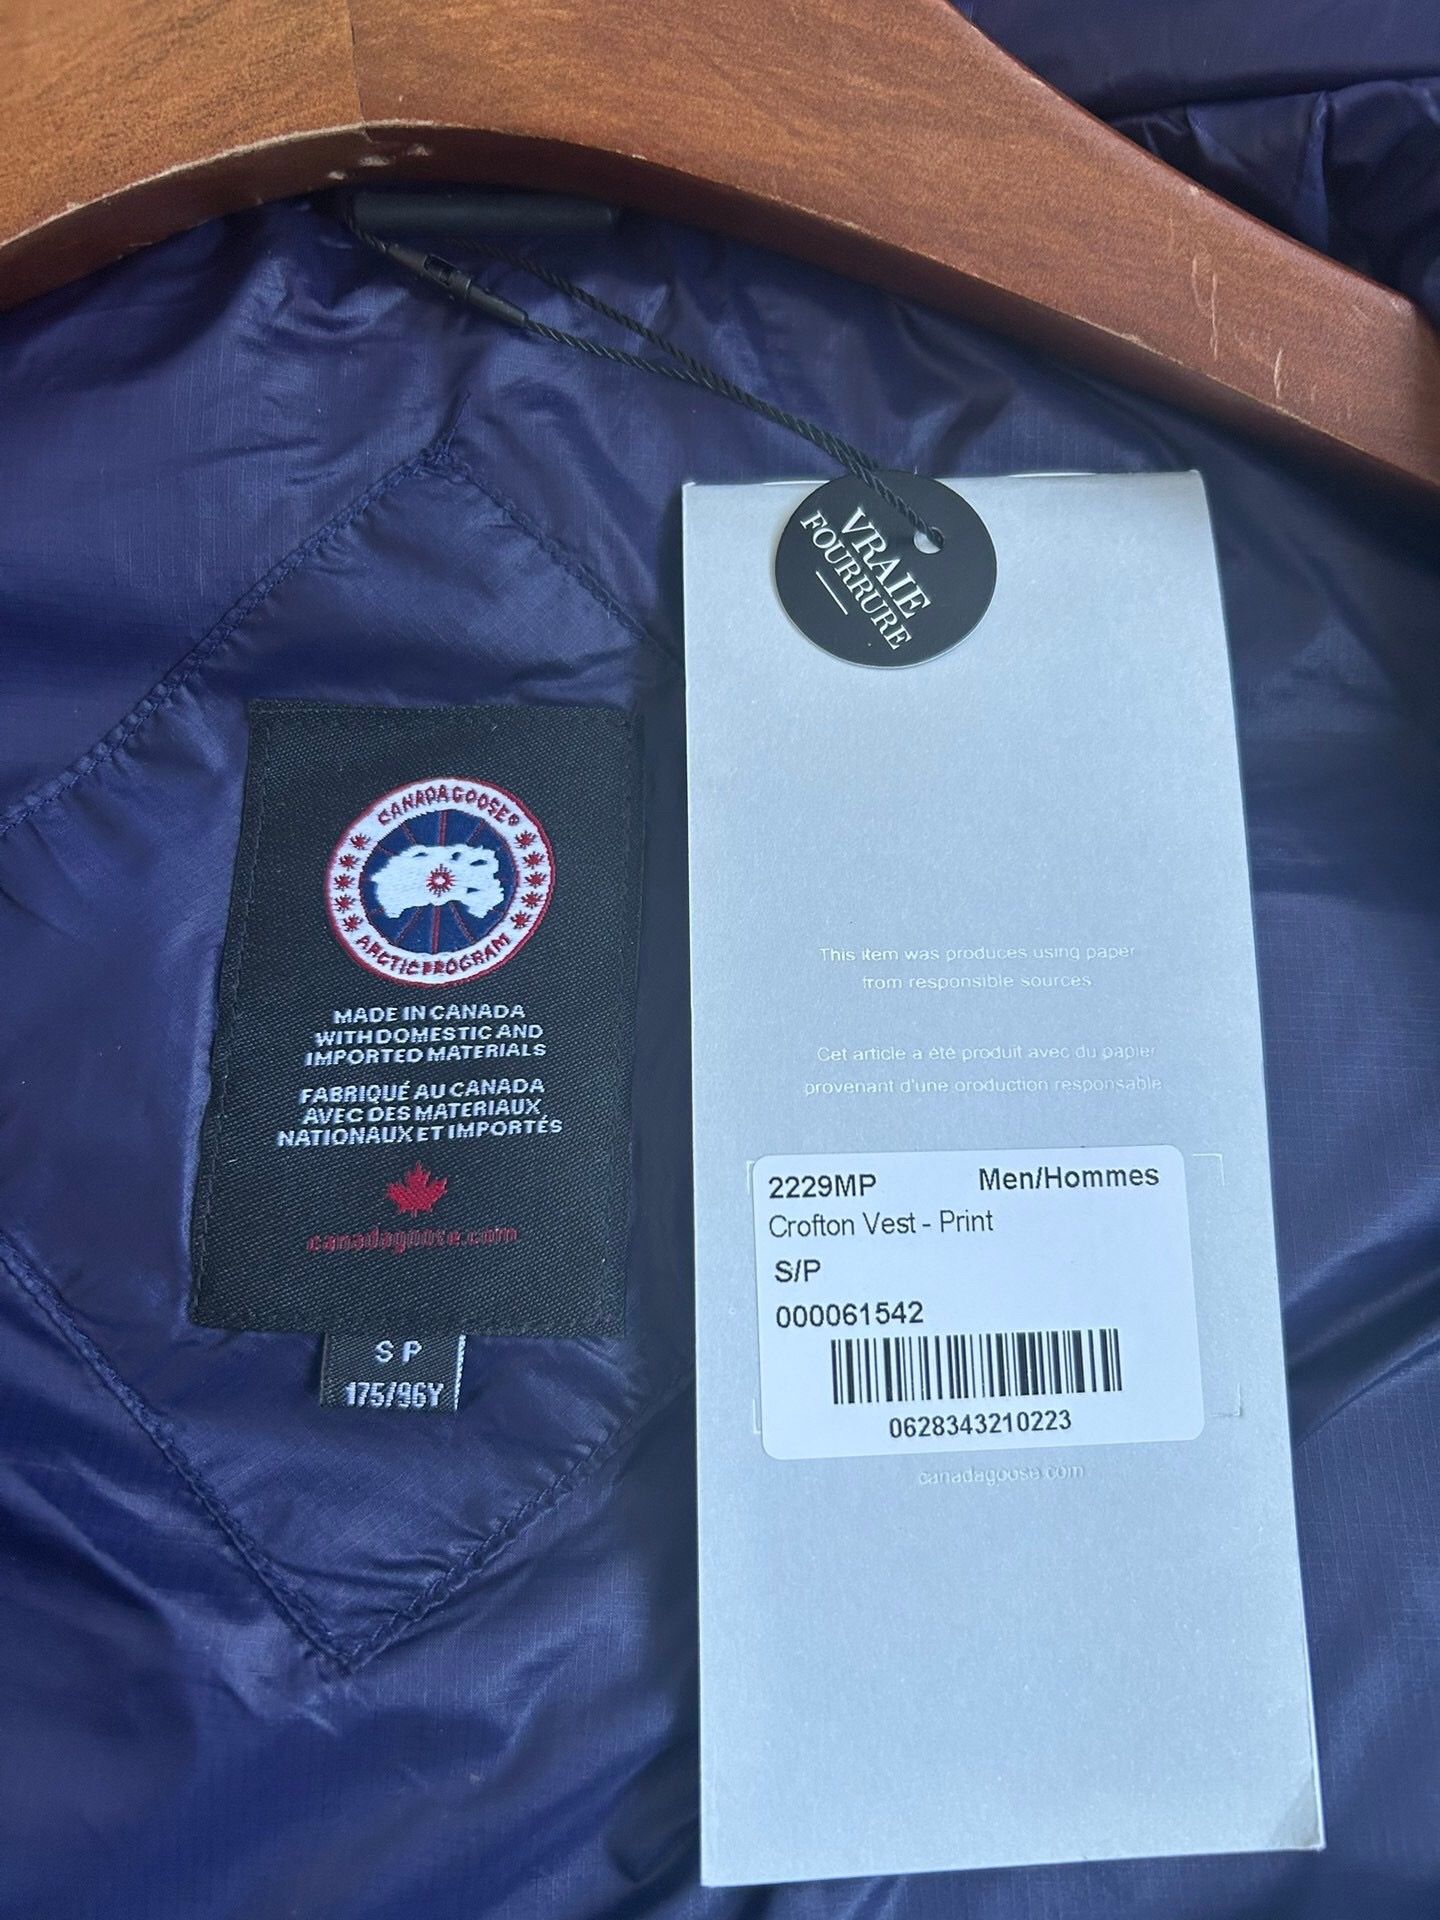 VRAIE
FOURRURE
CANADA GOOSE®
ARCTIC PROGRAM
MADE IN CANADA
WITH DOMESTIC AND
IMPORTED MATERIALS
FABRIQUÉ AU CANADA
AVEC DES MATERIAUX
NATIONAUX ET IMPORTÉS
canadagoose.com
S P
175/96Y
This item was produces using paper
from responsible sources
Cet article a été produit avec du papier
provenant d'une oroduction responsable
2229MP Men/Hommes
Crofton Vest - Print
S/P
000061542
0628343210223
canadagoose.com